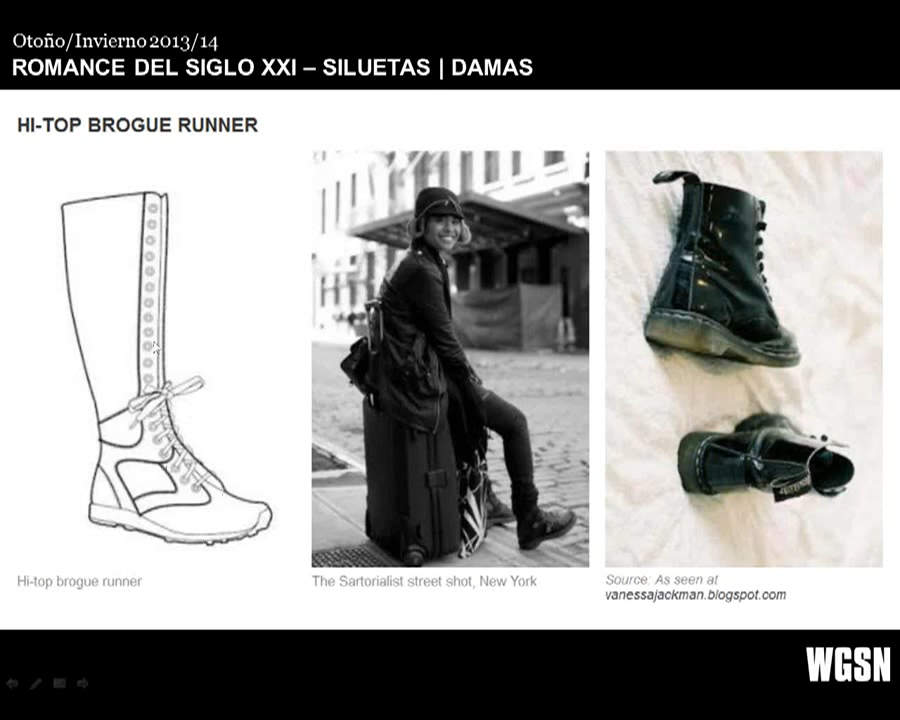 Otoño/Invierno 2013/14
ROMANCE DEL SIGLO XXI – SILUETAS | DAMAS
HI-TOP BROGUE RUNNER
Hi-top brogue runner
The Sartorialist street shot, New York
Source: As seen at
vanessajackman.blogspot.com
WGSN